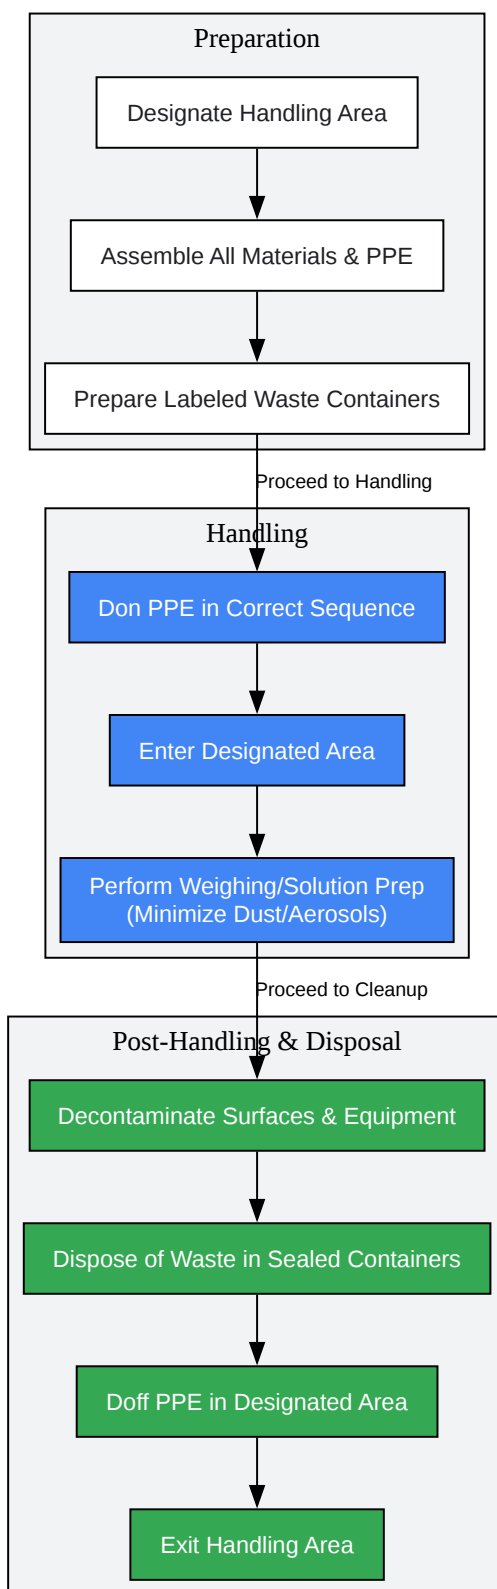 Preparation
Designate Handling Area
Assemble All Materials & PPE
Prepare Labeled Waste Containers
Proceed to Handling
Handling
Don PPE in Correct Sequence
Enter Designated Area
Perform Weighing/Solution Prep
(Minimize Dust/Aerosols)
Proceed to Cleanup
Post-Handling & Disposal
Decontaminate Surfaces & Equipment
Dispose of Waste in Sealed Containers
Doff PPE in Designated Area
Exit Handling Area